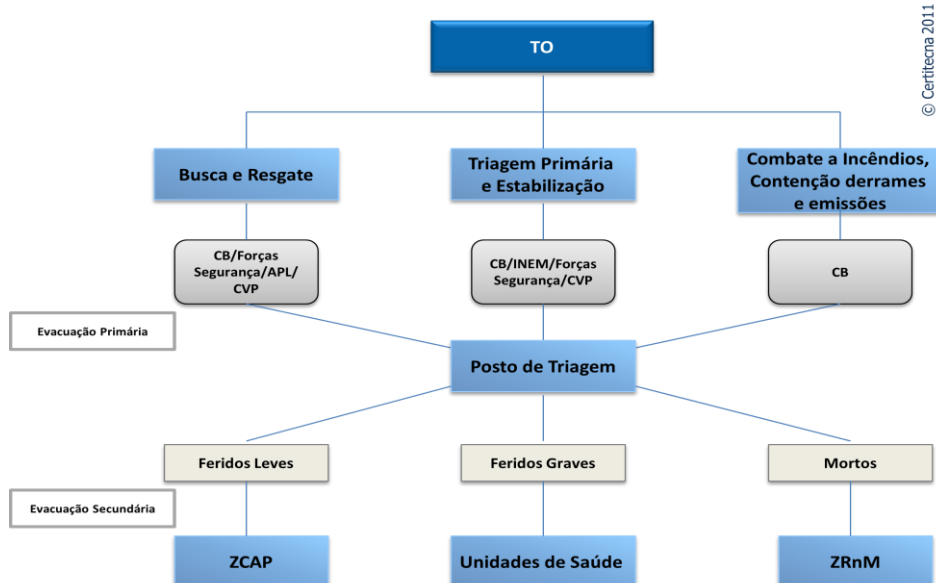 © Certitecna 2011
TO
Busca e Resgate
Triagem Primária
e Estabilização
Combate a Incêndios,
Contenção derrames
e emissões
CB/Forças
Segurança/APL/
CVP
CB/INEM/Forças
Segurança/CVP
CB
Evacuação Primária
Posto de Triagem
Feridos Leves
Feridos Graves
Mortos
Evacuação Secundária
ZCAP
Unidades de Saúde
ZRnM